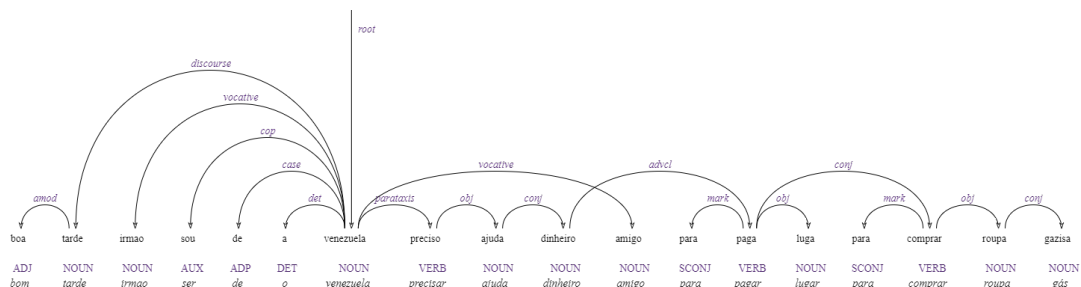 root
discourse
vocative
cop
case vocative advcl conj
amod det parataxis obj conj mark obj mark obj conj
boa tarde irmao sou de a venezuela preciso ajuda dinheiro amigo para paga luga para comprar roupa gazisa
ADJ NOUN NOUN AUX ADP DET NOUN VERB NOUN NOUN NOUN SCONJ VERB NOUN SCONJ VERB NOUN NOUN
bom tarde irmao ser de o venezuela precisar ajuda dinheiro amigo para pagar lugar para comprar roupa gás